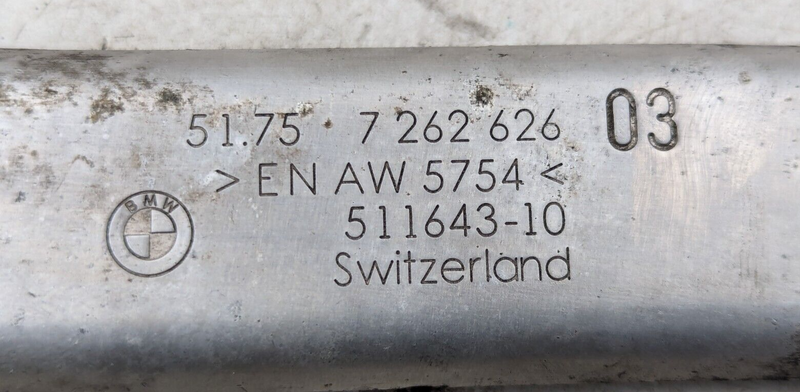 51.75 7 262 626 03
> EN AW 5754 <
511643-10
BMW
Switzerland